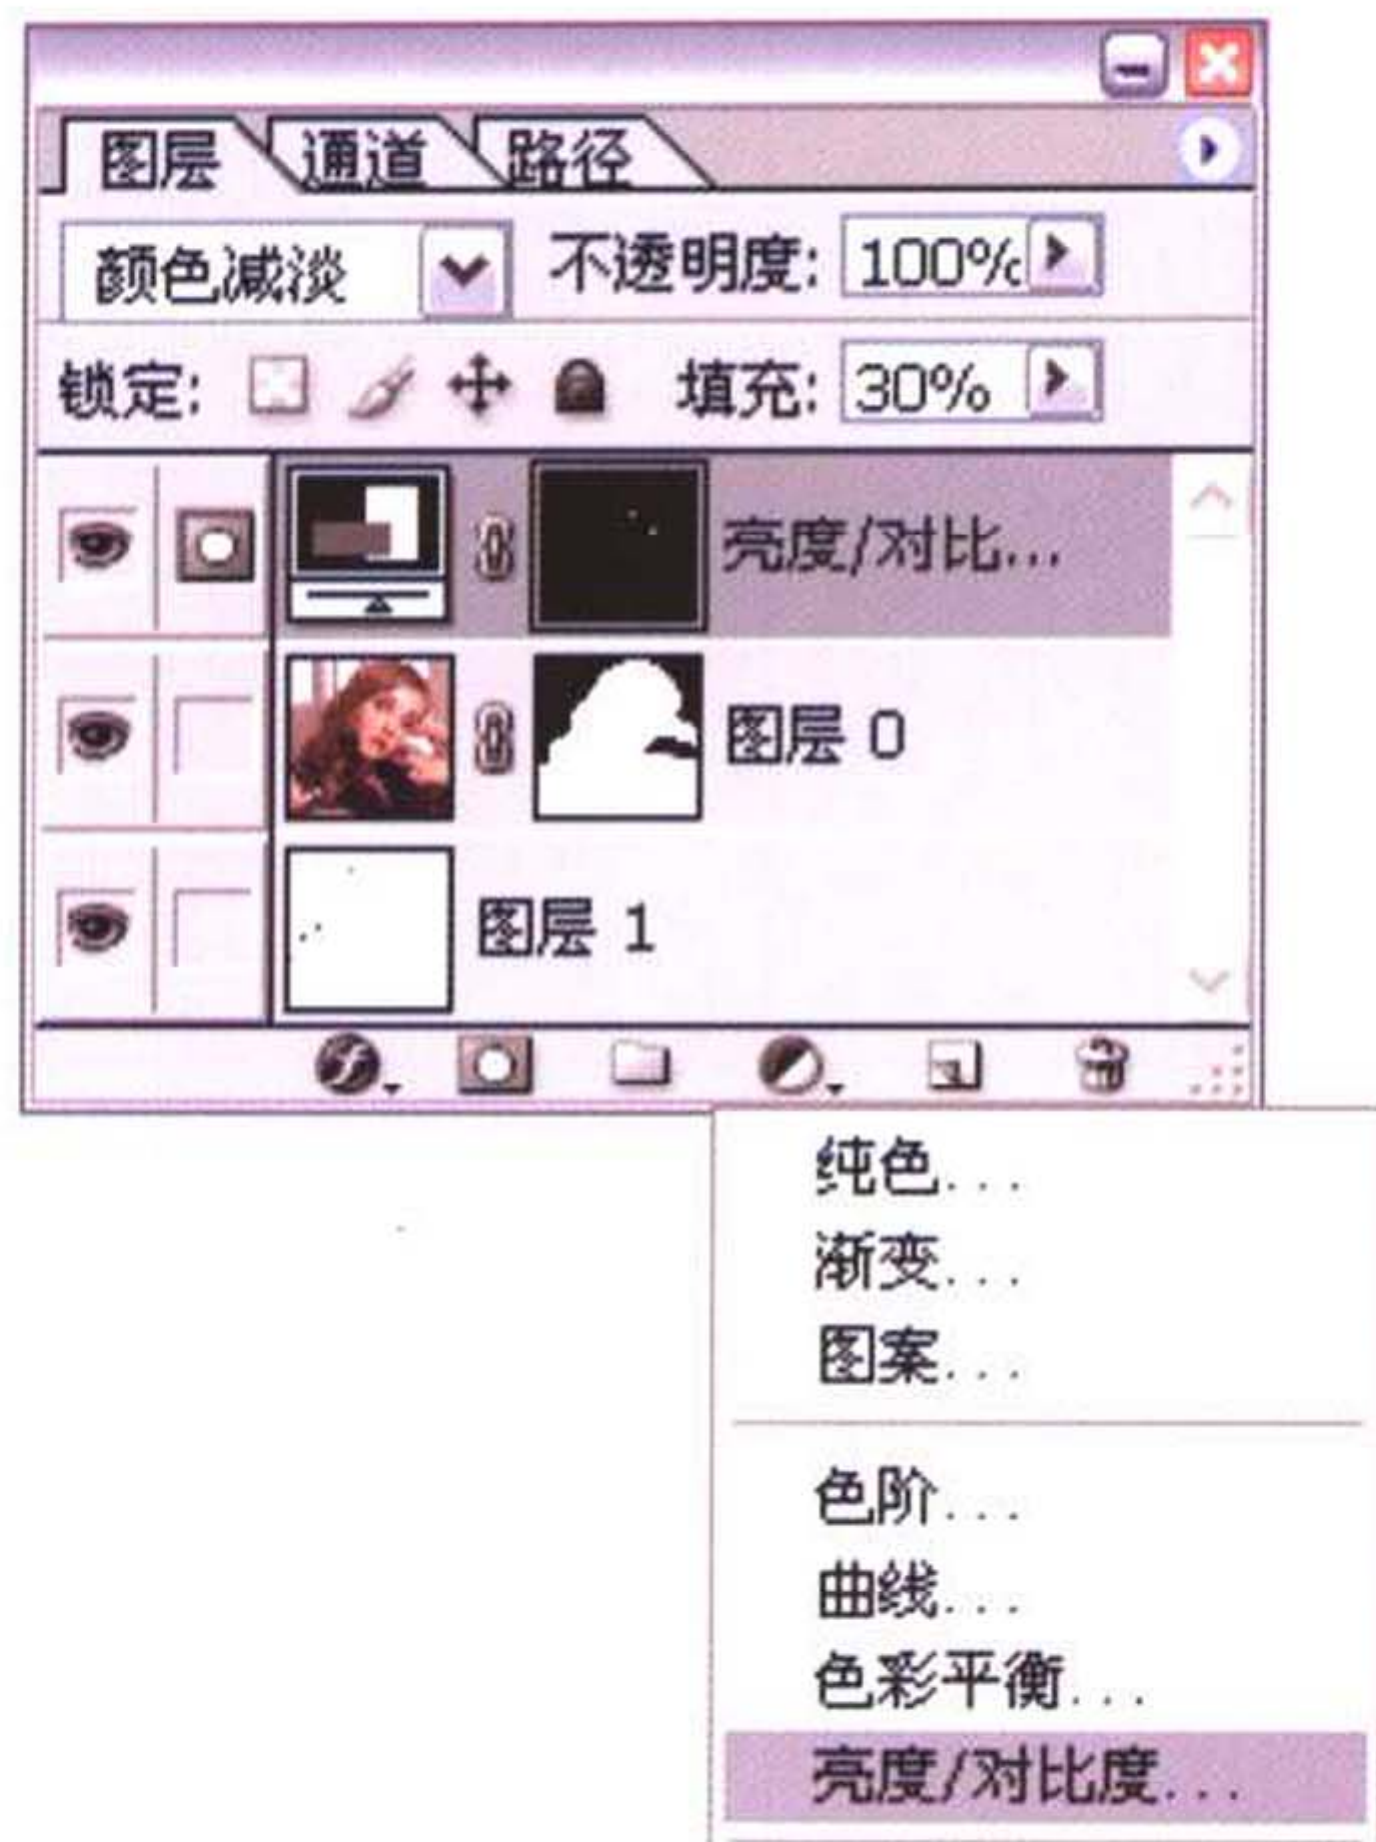 图层 通道 路径
颜色减淡 不透明度: 100%
锁定: 填充: 30%
亮度/对比...
图层 0
图层 1
纯色...
渐变...
图案...
色阶...
曲线...
色彩平衡...
亮度/对比度...